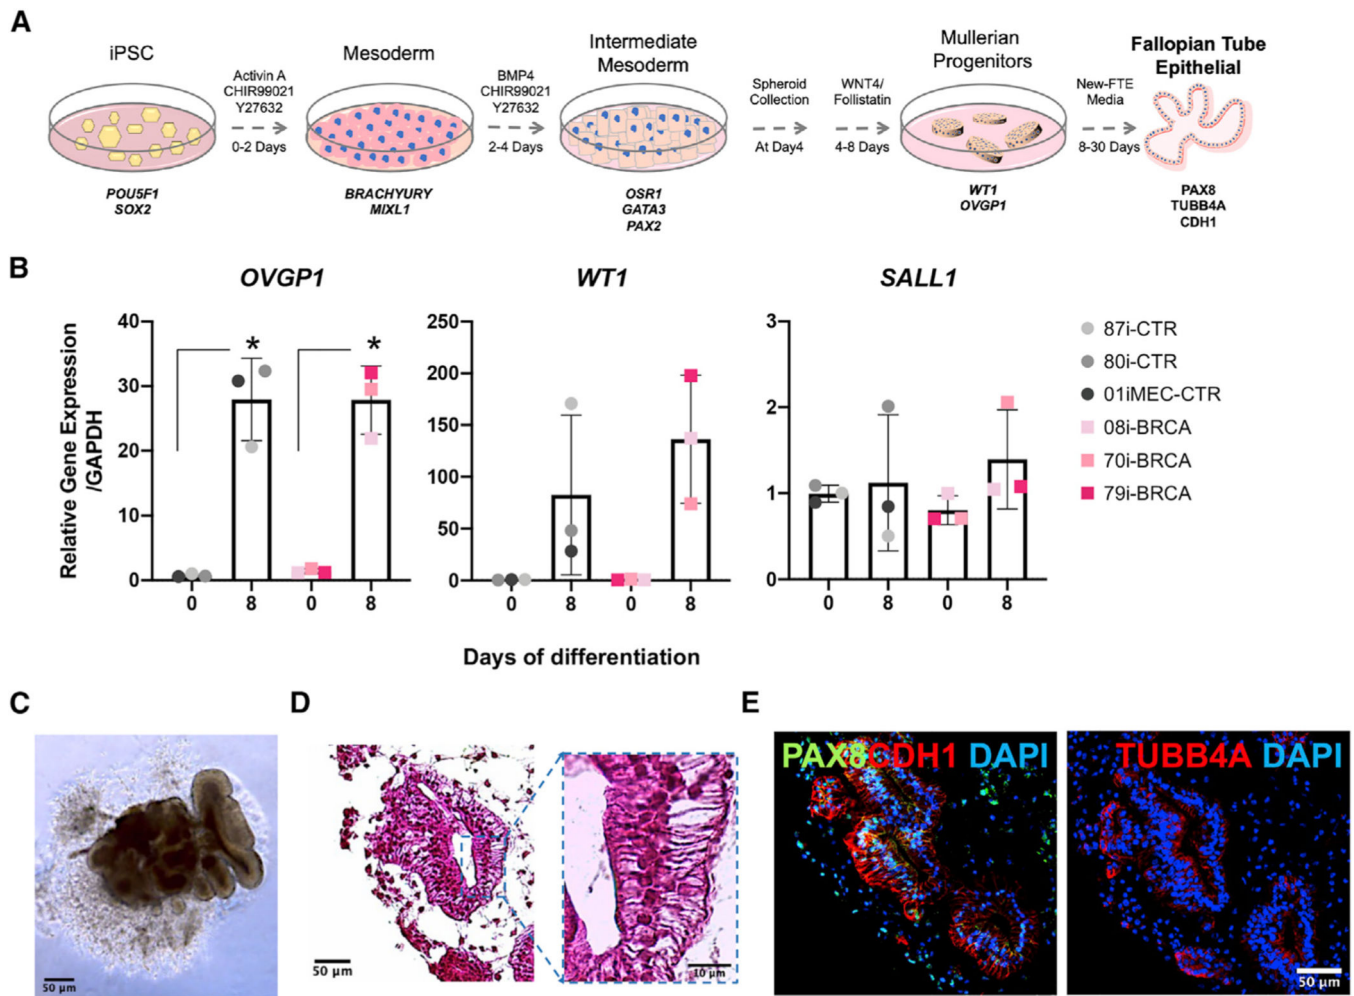 A
iPSC
Activin A
CHIR99021
Y27632
0-2 Days
POU5F1
SOX2
Mesoderm
BRACHYURY
MIXL1
BMP4
CHIR99021
Y27632
2-4 Days
Intermediate
Mesoderm
OSR1
GATA3
PAX2
Spheroid
Collection
At Day4
WNT4/
Follistatin
4-8 Days
Mullerian
Progenitors
WT1
OVGP1
New-FTE
Media
8-30 Days
Fallopian Tube
Epithelial
PAX8
TUBB4A
CDH1
B
Relative Gene Expression
/GAPDH
OVGP1
40
30
20
10
0
* *
0 8 0 8
WT1
250
200
150
100
50
0
0 8 0 8
SALL1
3
2
1
0
0 8 0 8
Days of differentiation
87i-CTR
80i-CTR
01iMEC-CTR
08i-BRCA
70i-BRCA
79i-BRCA
C
50 µm
D
50 µm
10 µm
E
PAX8CDH1 DAPI
TUBB4A DAPI
50 µm